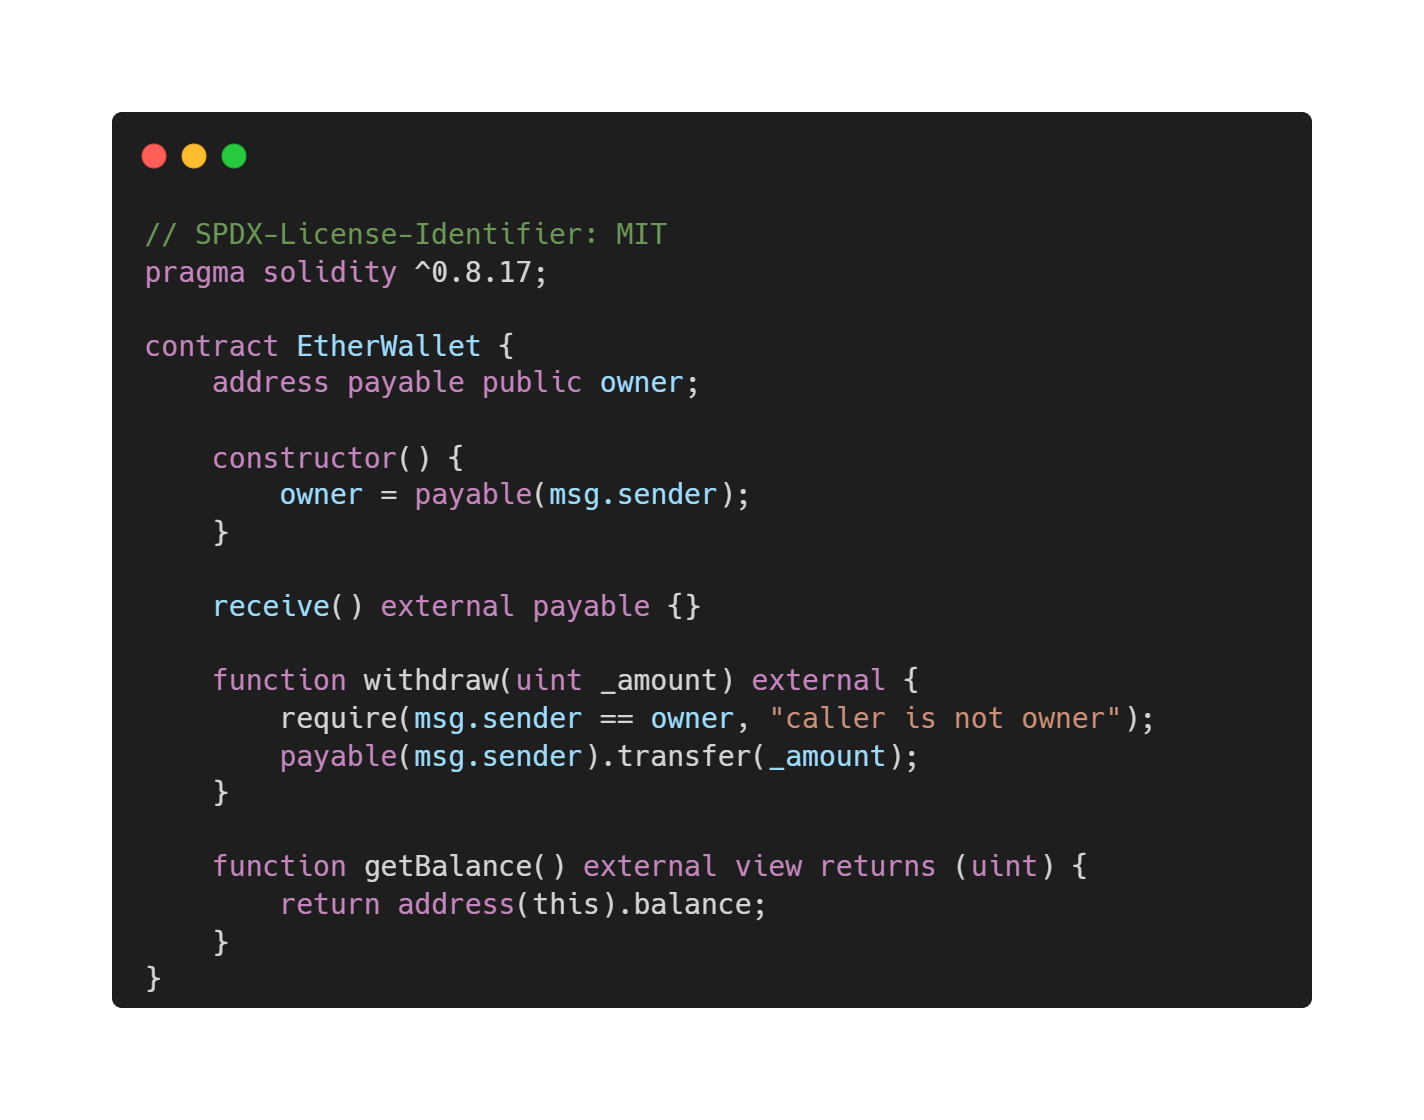 // SPDX-License-Identifier: MIT
pragma solidity ^0.8.17;

contract EtherWallet {
    address payable public owner;

    constructor() {
        owner = payable(msg.sender);
    }

    receive() external payable {}

    function withdraw(uint _amount) external {
        require(msg.sender == owner, "caller is not owner");
        payable(msg.sender).transfer(_amount);
    }

    function getBalance() external view returns (uint) {
        return address(this).balance;
    }
}